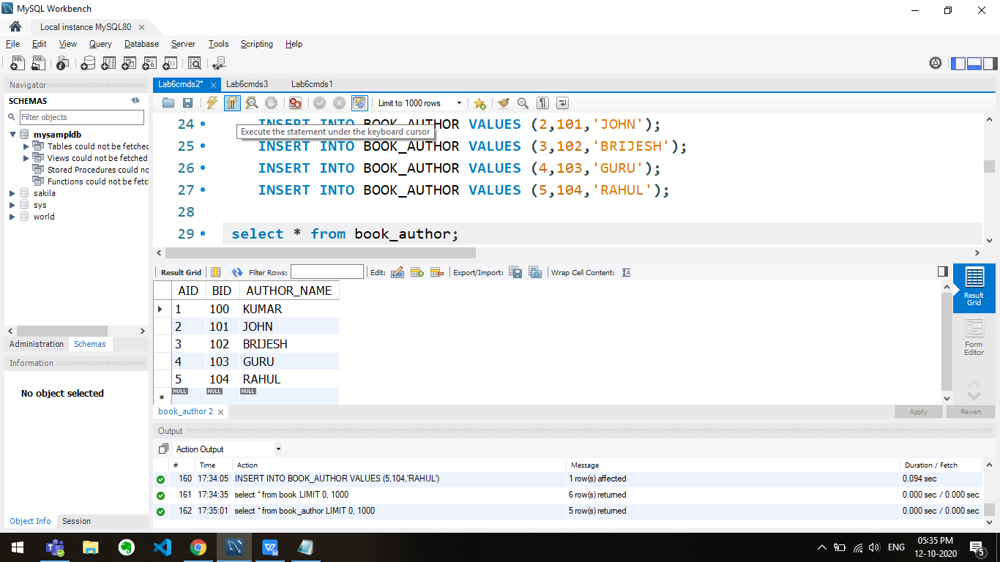 MySQL Workbench
Local instance MySQL80
File Edit View Query Database Server Tools Scripting Help
Navigator
SCHEMAS
Filter objects
mysampldb
Tables could not be fetched
Views could not be fetched
Stored Procedures could no
Functions could not be fetc
sakila
sys
world
Administration Schemas
Information
No object selected
Object Info Session
Lab6cmds2* Lab6cmds3 Lab6cmds1
Limit to 1000 rows
24 INSERT INTO BOOK_AUTHOR VALUES (2,101,'JOHN');
Execute the statement under the keyboard cursor
25 INSERT INTO BOOK_AUTHOR VALUES (3,102,'BRIJESH');
26 INSERT INTO BOOK_AUTHOR VALUES (4,103,'GURU');
27 INSERT INTO BOOK_AUTHOR VALUES (5,104,'RAHUL');
28
29 select * from book_author;
Result Grid Filter Rows: Edit: Export/Import: Wrap Cell Content: IA
AID BID AUTHOR_NAME
1 100 KUMAR
2 101 JOHN
3 102 BRIJESH
4 103 GURU
5 104 RAHUL
* NULL NULL NULL
Result
Grid
Form
Editor
book_author 2
Apply Revert
Output
Action Output
# Time Action Message Duration / Fetch
160 17:34:05 INSERT INTO BOOK_AUTHOR VALUES (5,104,'RAHUL') 1 row(s) affected 0.094 sec
161 17:34:35 select * from book LIMIT 0, 1000 6 row(s) returned 0.000 sec / 0.000 sec
162 17:35:01 select * from book_author LIMIT 0, 1000 5 row(s) returned 0.000 sec / 0.000 sec
ENG
05:35 PM
12-10-2020
5